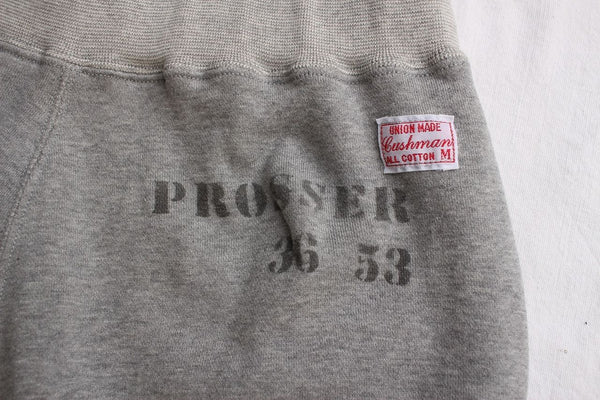 UNION MADE
Cushman
ALL COTTON M
PROSSER
36 53